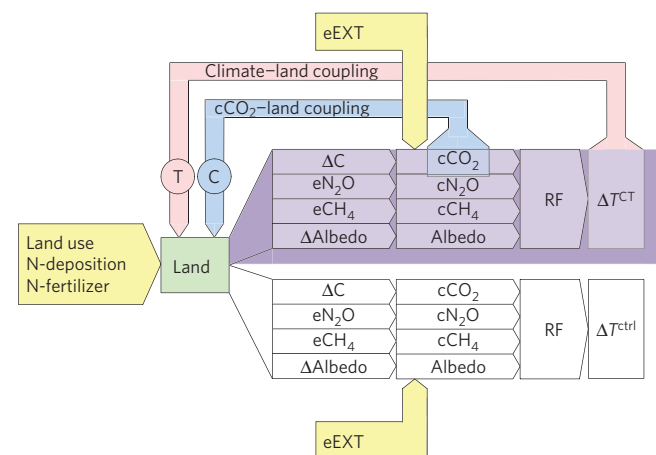 eEXT
Climate–land coupling
cCO₂–land coupling
T
C
ΔC
cCO₂
eN₂O
cN₂O
RF
ΔTᶜᵀ
eCH₄
cCH₄
ΔAlbedo
Albedo
Land use
N-deposition
N-fertilizer
Land
ΔC
cCO₂
eN₂O
cN₂O
RF
ΔTᶜᵗʳˡ
eCH₄
cCH₄
ΔAlbedo
Albedo
eEXT